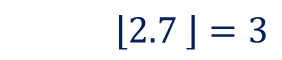 ⌊2.7 ⌋ = 3